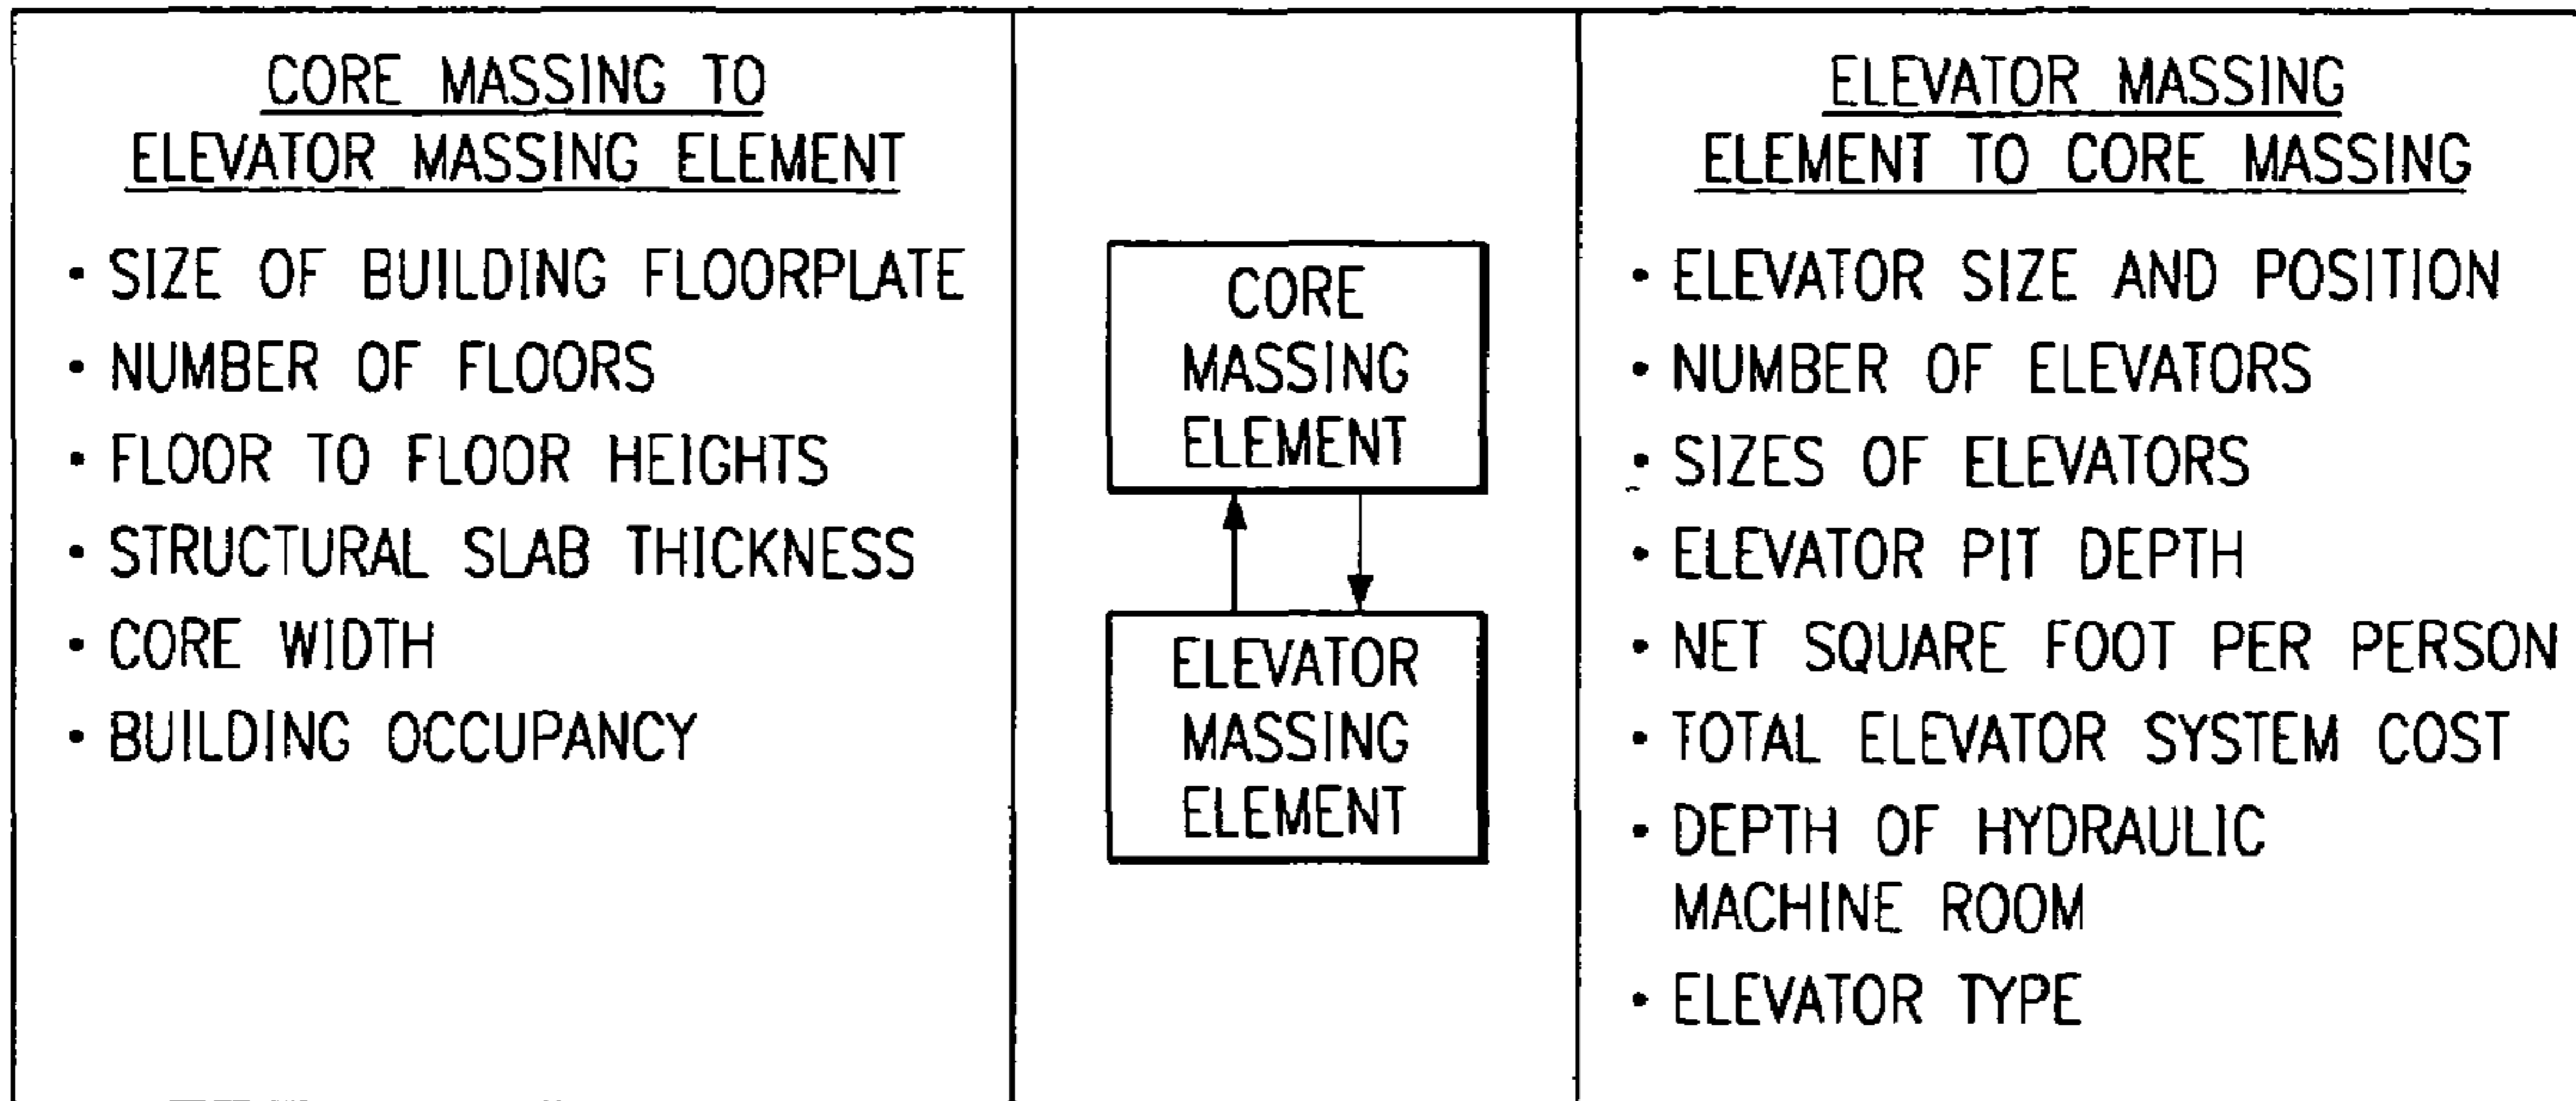 CORE MASSING TO
ELEVATOR MASSING ELEMENT
• SIZE OF BUILDING FLOORPLATE
• NUMBER OF FLOORS
• FLOOR TO FLOOR HEIGHTS
• STRUCTURAL SLAB THICKNESS
• CORE WIDTH
• BUILDING OCCUPANCY
CORE
MASSING
ELEMENT
ELEVATOR
MASSING
ELEMENT
ELEVATOR MASSING
ELEMENT TO CORE MASSING
• ELEVATOR SIZE AND POSITION
• NUMBER OF ELEVATORS
• SIZES OF ELEVATORS
• ELEVATOR PIT DEPTH
• NET SQUARE FOOT PER PERSON
• TOTAL ELEVATOR SYSTEM COST
• DEPTH OF HYDRAULIC
MACHINE ROOM
• ELEVATOR TYPE